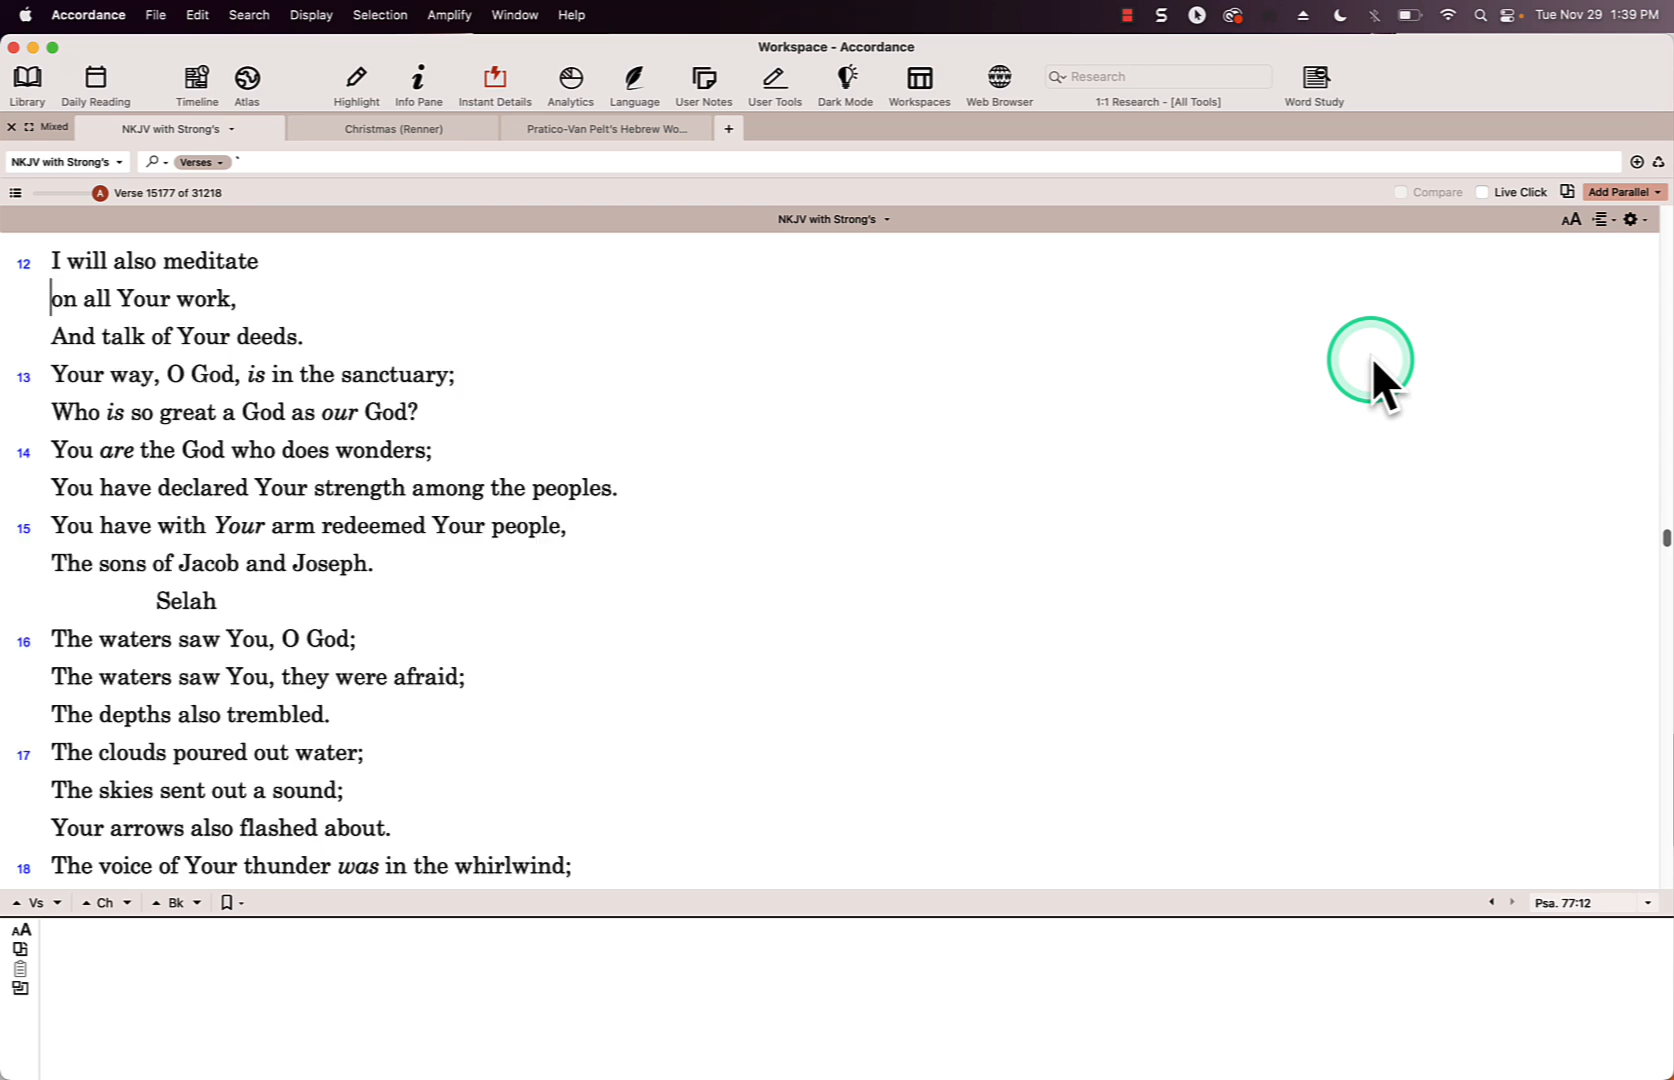 Accordance File Edit Search Display Selection Amplify Window Help Tue Nov 29 1:39 PM
Workspace - Accordance
Research
Library Daily Reading Timeline Atlas Highlight Info Pane Instant Details Analytics Language User Notes User Tools Dark Mode Workspaces Web Browser 1:1 Research - [All Tools] Word Study
Mixed NKJV with Strong's Christmas (Renner) Pratico-Van Pelt's Hebrew Wo... +
NKJV with Strong's Verses
A Verse 15177 of 31218 Compare Live Click Add Parallel
NKJV with Strong's AA
12 I will also meditate
on all Your work,
And talk of Your deeds.
13 Your way, O God, is in the sanctuary;
Who is so great a God as our God?
14 You are the God who does wonders;
You have declared Your strength among the peoples.
15 You have with Your arm redeemed Your people,
The sons of Jacob and Joseph.
Selah
16 The waters saw You, O God;
The waters saw You, they were afraid;
The depths also trembled.
17 The clouds poured out water;
The skies sent out a sound;
Your arrows also flashed about.
18 The voice of Your thunder was in the whirlwind;
Vs Ch Bk Psa. 77:12
AA